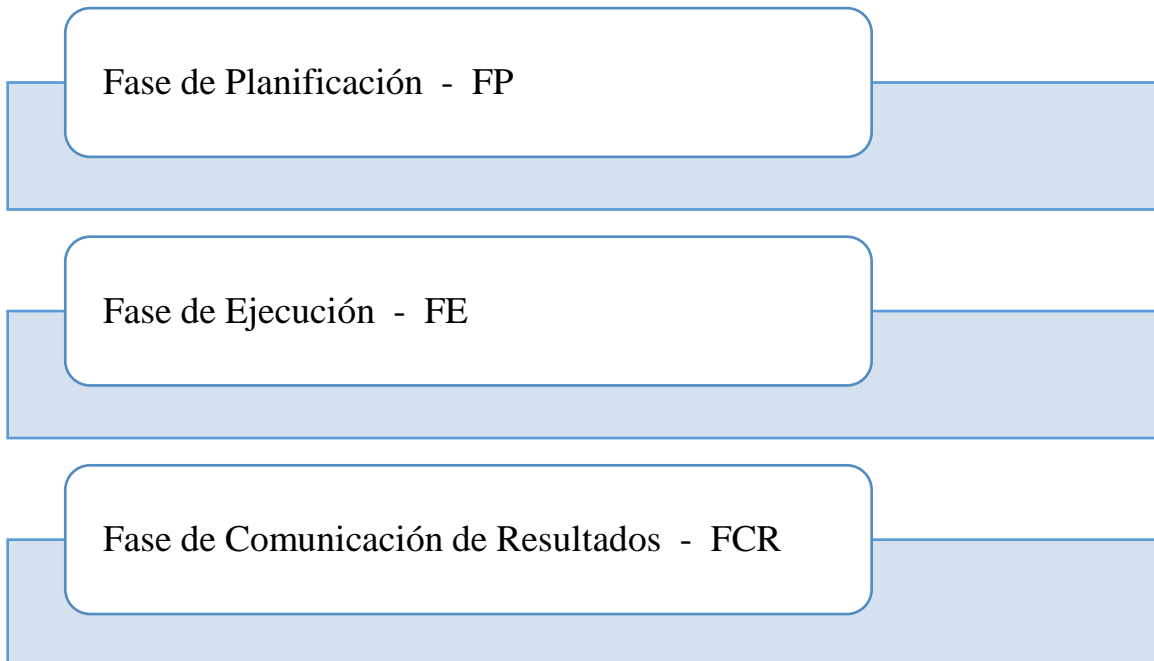 Fase de Planificación - FP
Fase de Ejecución - FE
Fase de Comunicación de Resultados - FCR